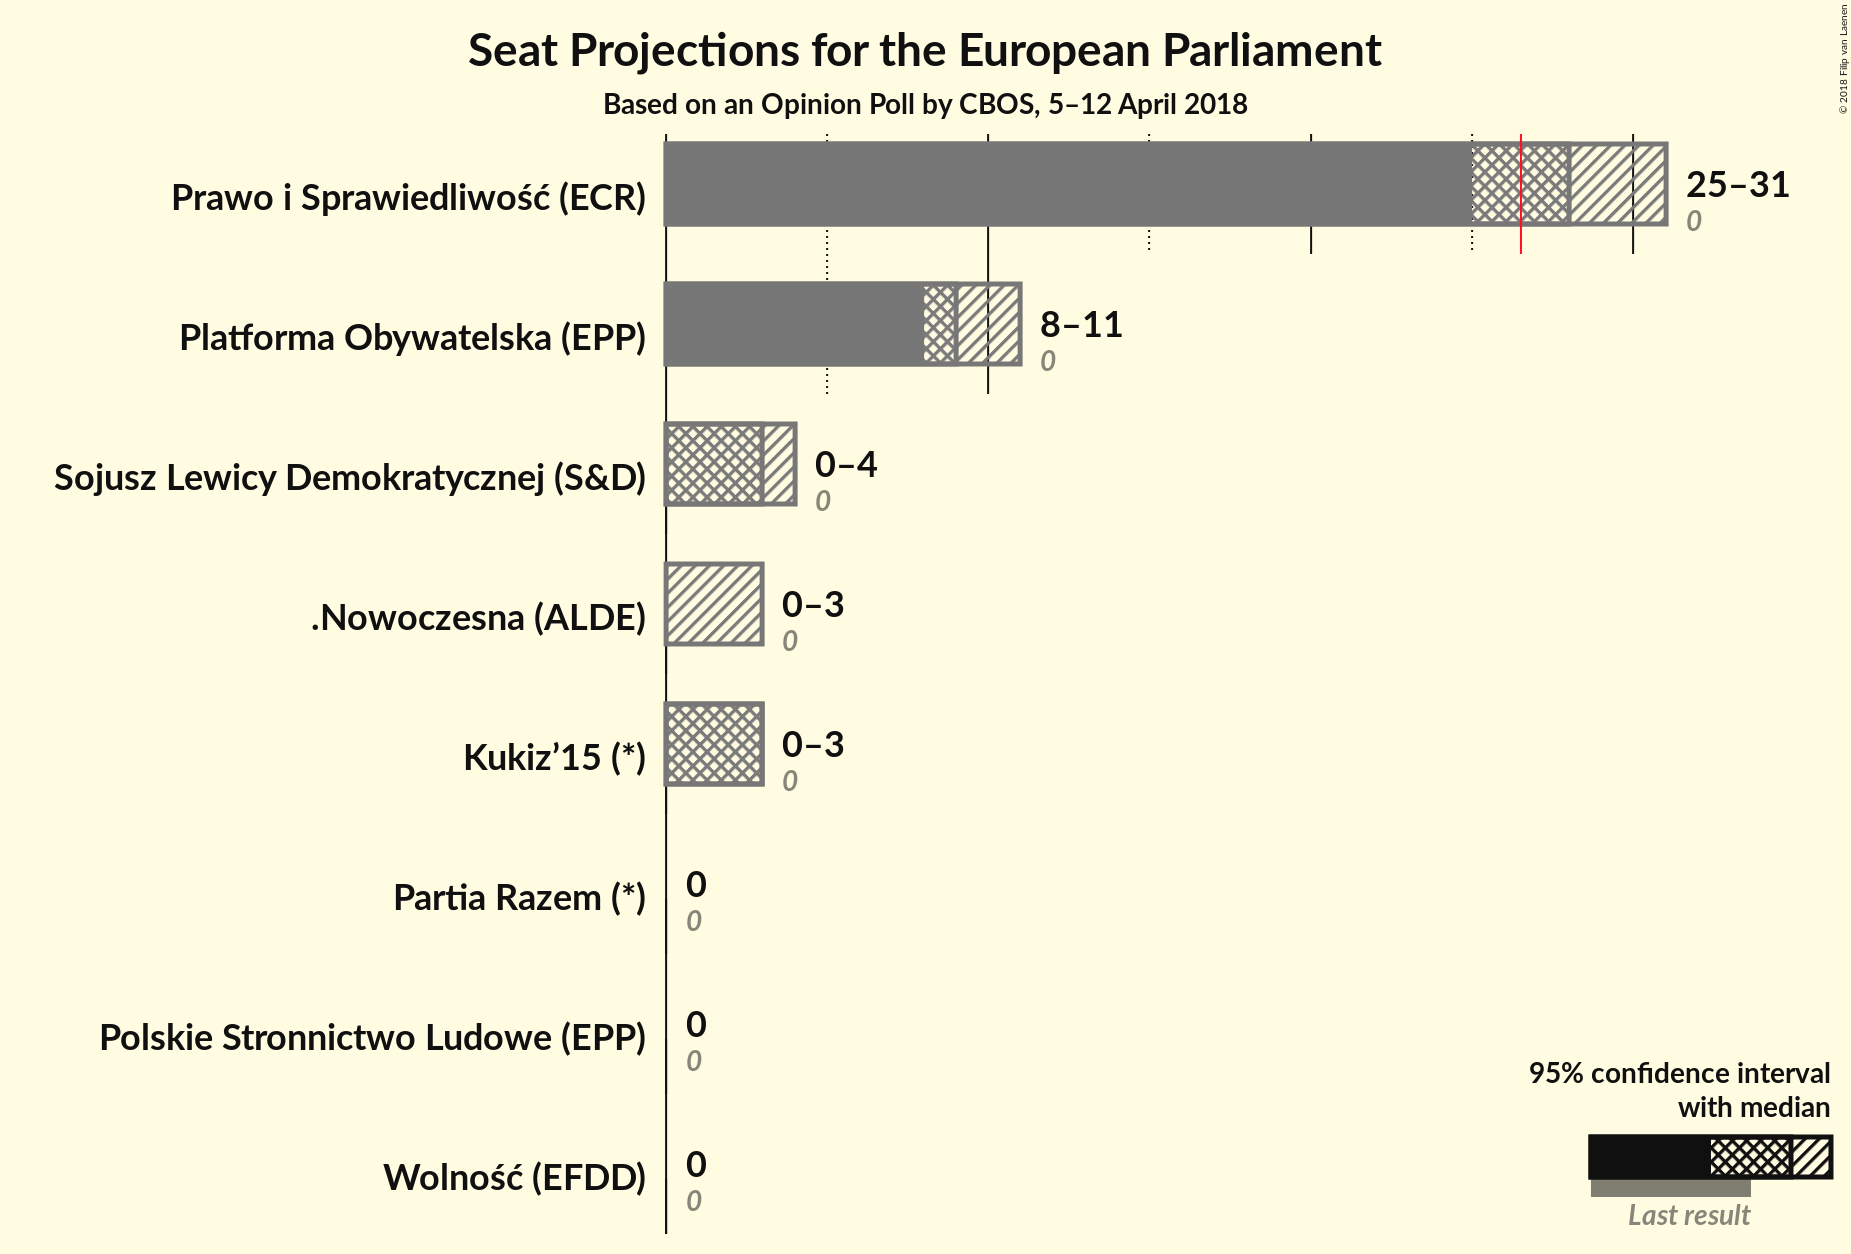 Seat Projections for the European Parliament
Based on an Opinion Poll by CBOS, 5–12 April 2018
© 2018 Filip van Laenen
Prawo i Sprawiedliwość (ECR)
25–31
0
Platforma Obywatelska (EPP)
8–11
0
Sojusz Lewicy Demokratycznej (S&D)
0–4
0
.Nowoczesna (ALDE)
0–3
0
Kukiz’15 (*)
0–3
0
Partia Razem (*)
0
0
Polskie Stronnictwo Ludowe (EPP)
0
0
Wolność (EFDD)
0
0
95% confidence interval
with median
Last result